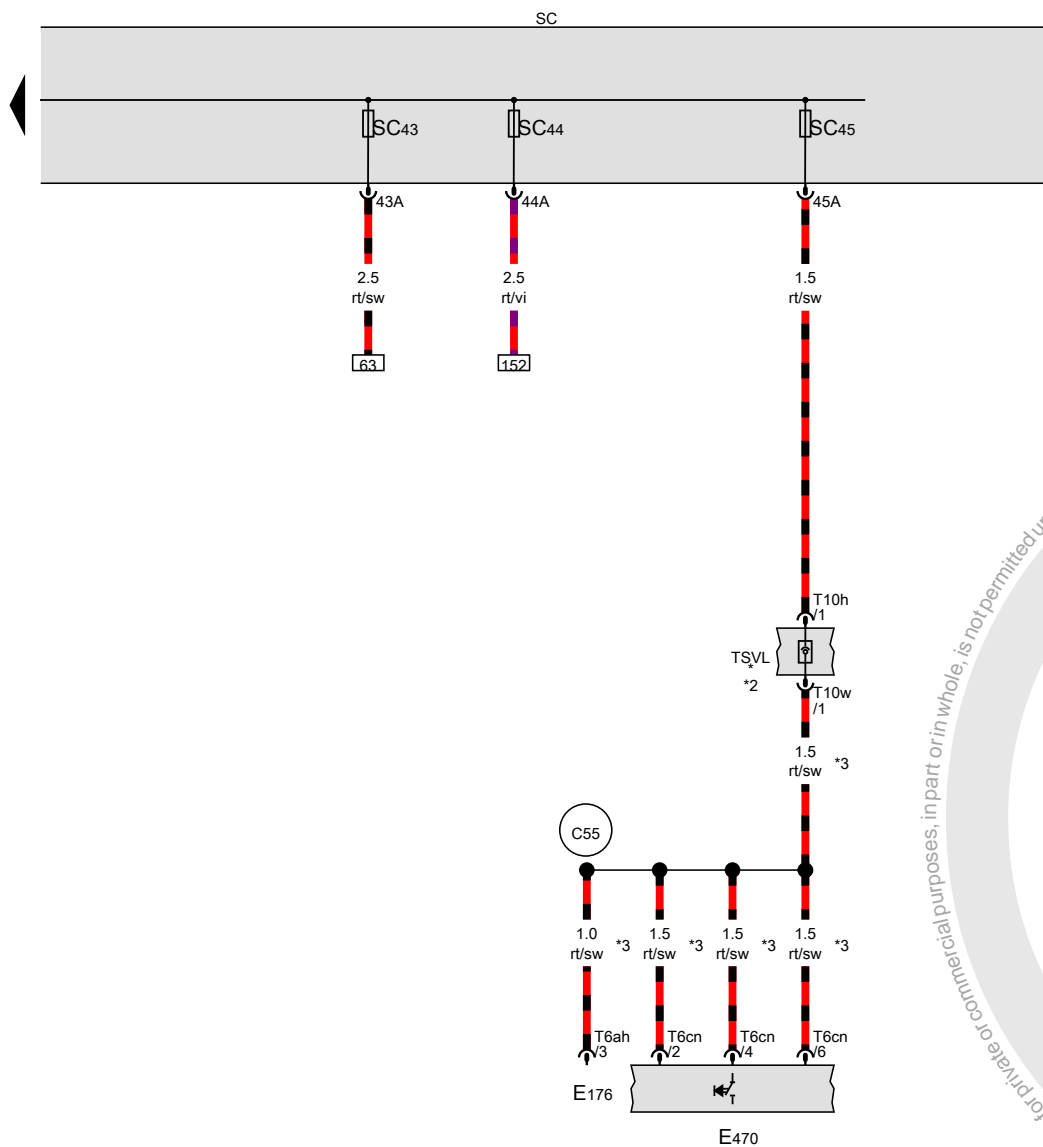 SC
SC43
SC44
SC45
43A
44A
45A
2.5
rt/sw
2.5
rt/vi
1.5
rt/sw
63
152
T10h
/1
TSVL
*
*2
T10w
/1
1.5
rt/sw
*3
C55
1.0
rt/sw
*3
1.5
rt/sw
*3
1.5
rt/sw
*3
1.5
rt/sw
*3
T6ah
/3
T6cn
/2
T6cn
/4
T6cn
/6
E176
E470
for private or commercial purposes, in part or in whole, is not permitted